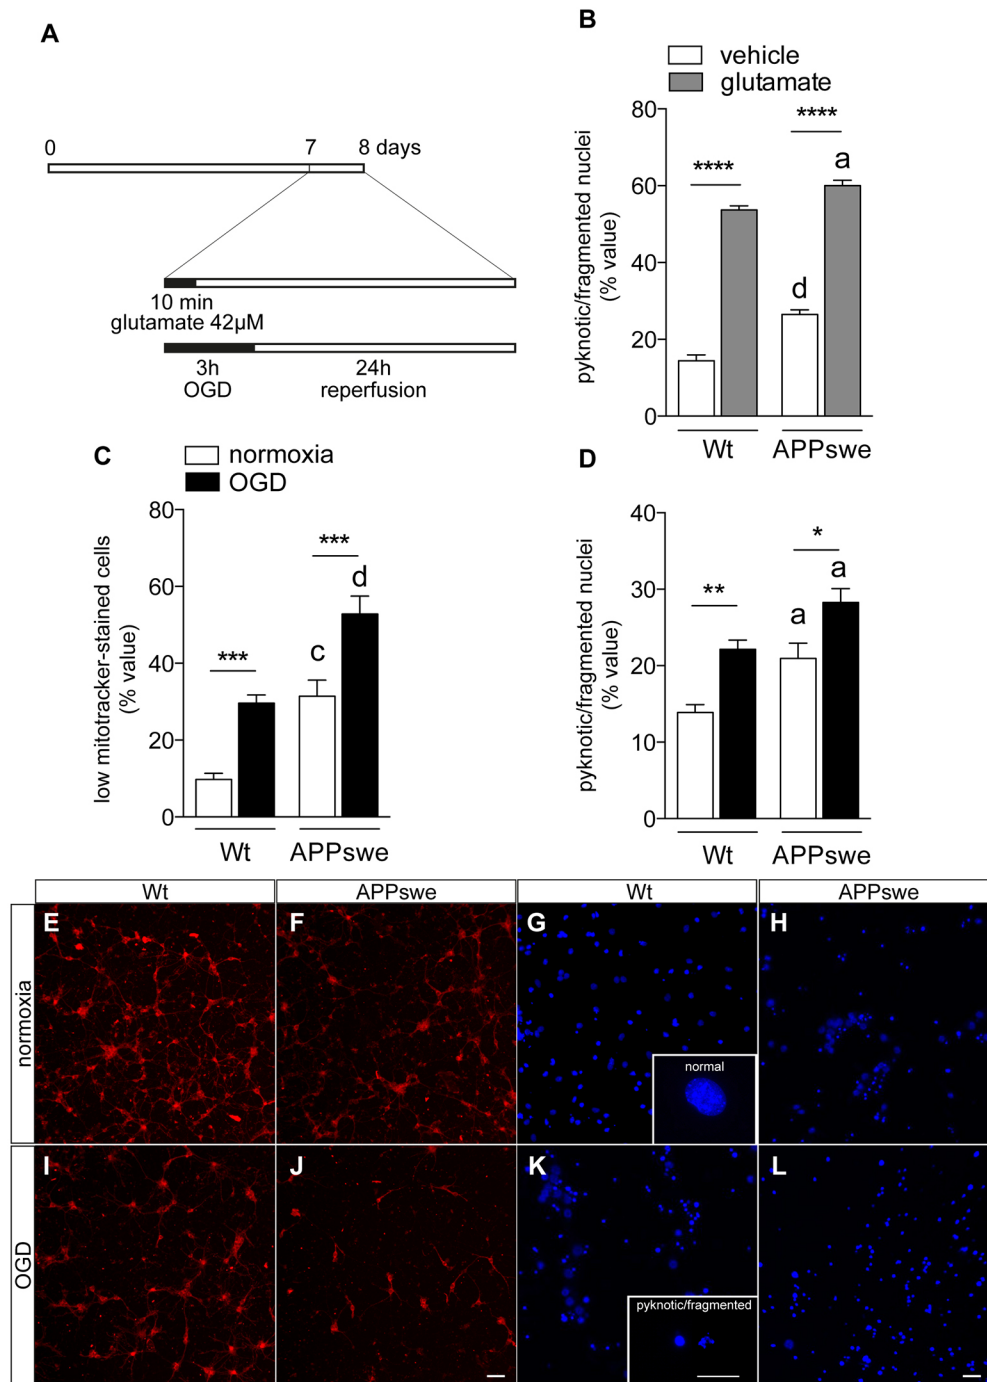 A
0 7 8 days
10 min
glutamate 42µM
3h 24h
OGD reperfusion
B
vehicle
glutamate
pyknotic/fragmented nuclei
(% value)
80
60
40
20
0
****
****
d
a
Wt APPswe
C
normoxia
OGD
low mitotracker-stained cells
(% value)
80
60
40
20
0
***
***
c
d
Wt APPswe
D
pyknotic/fragmented nuclei
(% value)
40
30
20
10
0
**
*
a
a
Wt APPswe
Wt APPswe Wt APPswe
normoxia
E F G H
normal
OGD
I J K L
pyknotic/fragmented